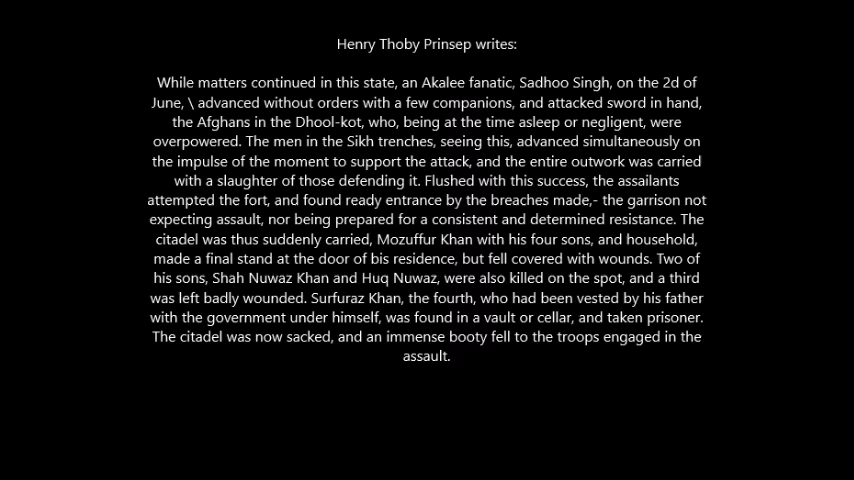 Henry Thoby Prinsep writes:
While matters continued in this state, an Akalee fanatic, Sadhoo Singh, on the 2d of
June, \ advanced without orders with a few companions, and attacked sword in hand,
the Afghans in the Dhool-kot, who, being at the time asleep or negligent, were
overpowered. The men in the Sikh trenches, seeing this, advanced simultaneously on
the impulse of the moment to support the attack, and the entire outwork was carried
with a slaughter of those defending it. Flushed with this success, the assailants
attempted the fort, and found ready entrance by the breaches made,- the garrison not
expecting assault, nor being prepared for a consistent and determined resistance. The
citadel was thus suddenly carried, Mozuffur Khan with his four sons, and household,
made a final stand at the door of bis residence, but fell covered with wounds. Two of
his sons, Shah Nuwaz Khan and Huq Nuwaz, were also killed on the spot, and a third
was left badly wounded. Surfuraz Khan, the fourth, who had been vested by his father
with the government under himself, was found in a vault or cellar, and taken prisoner.
The citadel was now sacked, and an immense booty fell to the troops engaged in the
assault.